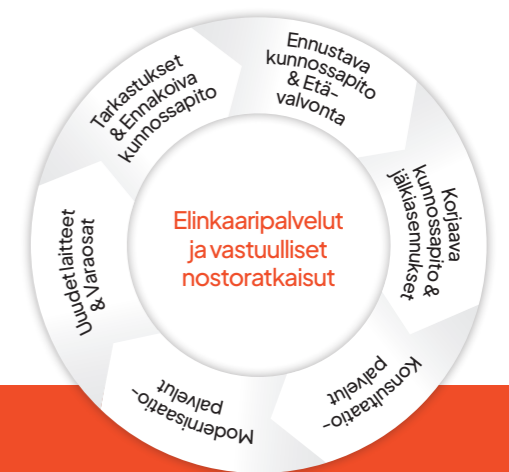 Ennustava
kunnossapito
& Etä-
valvonta
Korjaava
kunnossapito &
jälkiasennukset
Konsultaatio-
palvelut
Modernisaatio-
palvelut
Uuudet laitteet
& Varaosat
Tarkastukset
& Ennakoiva
kunnossapito
Elinkaaripalvelut
ja vastuulliset
nostoratkaisut